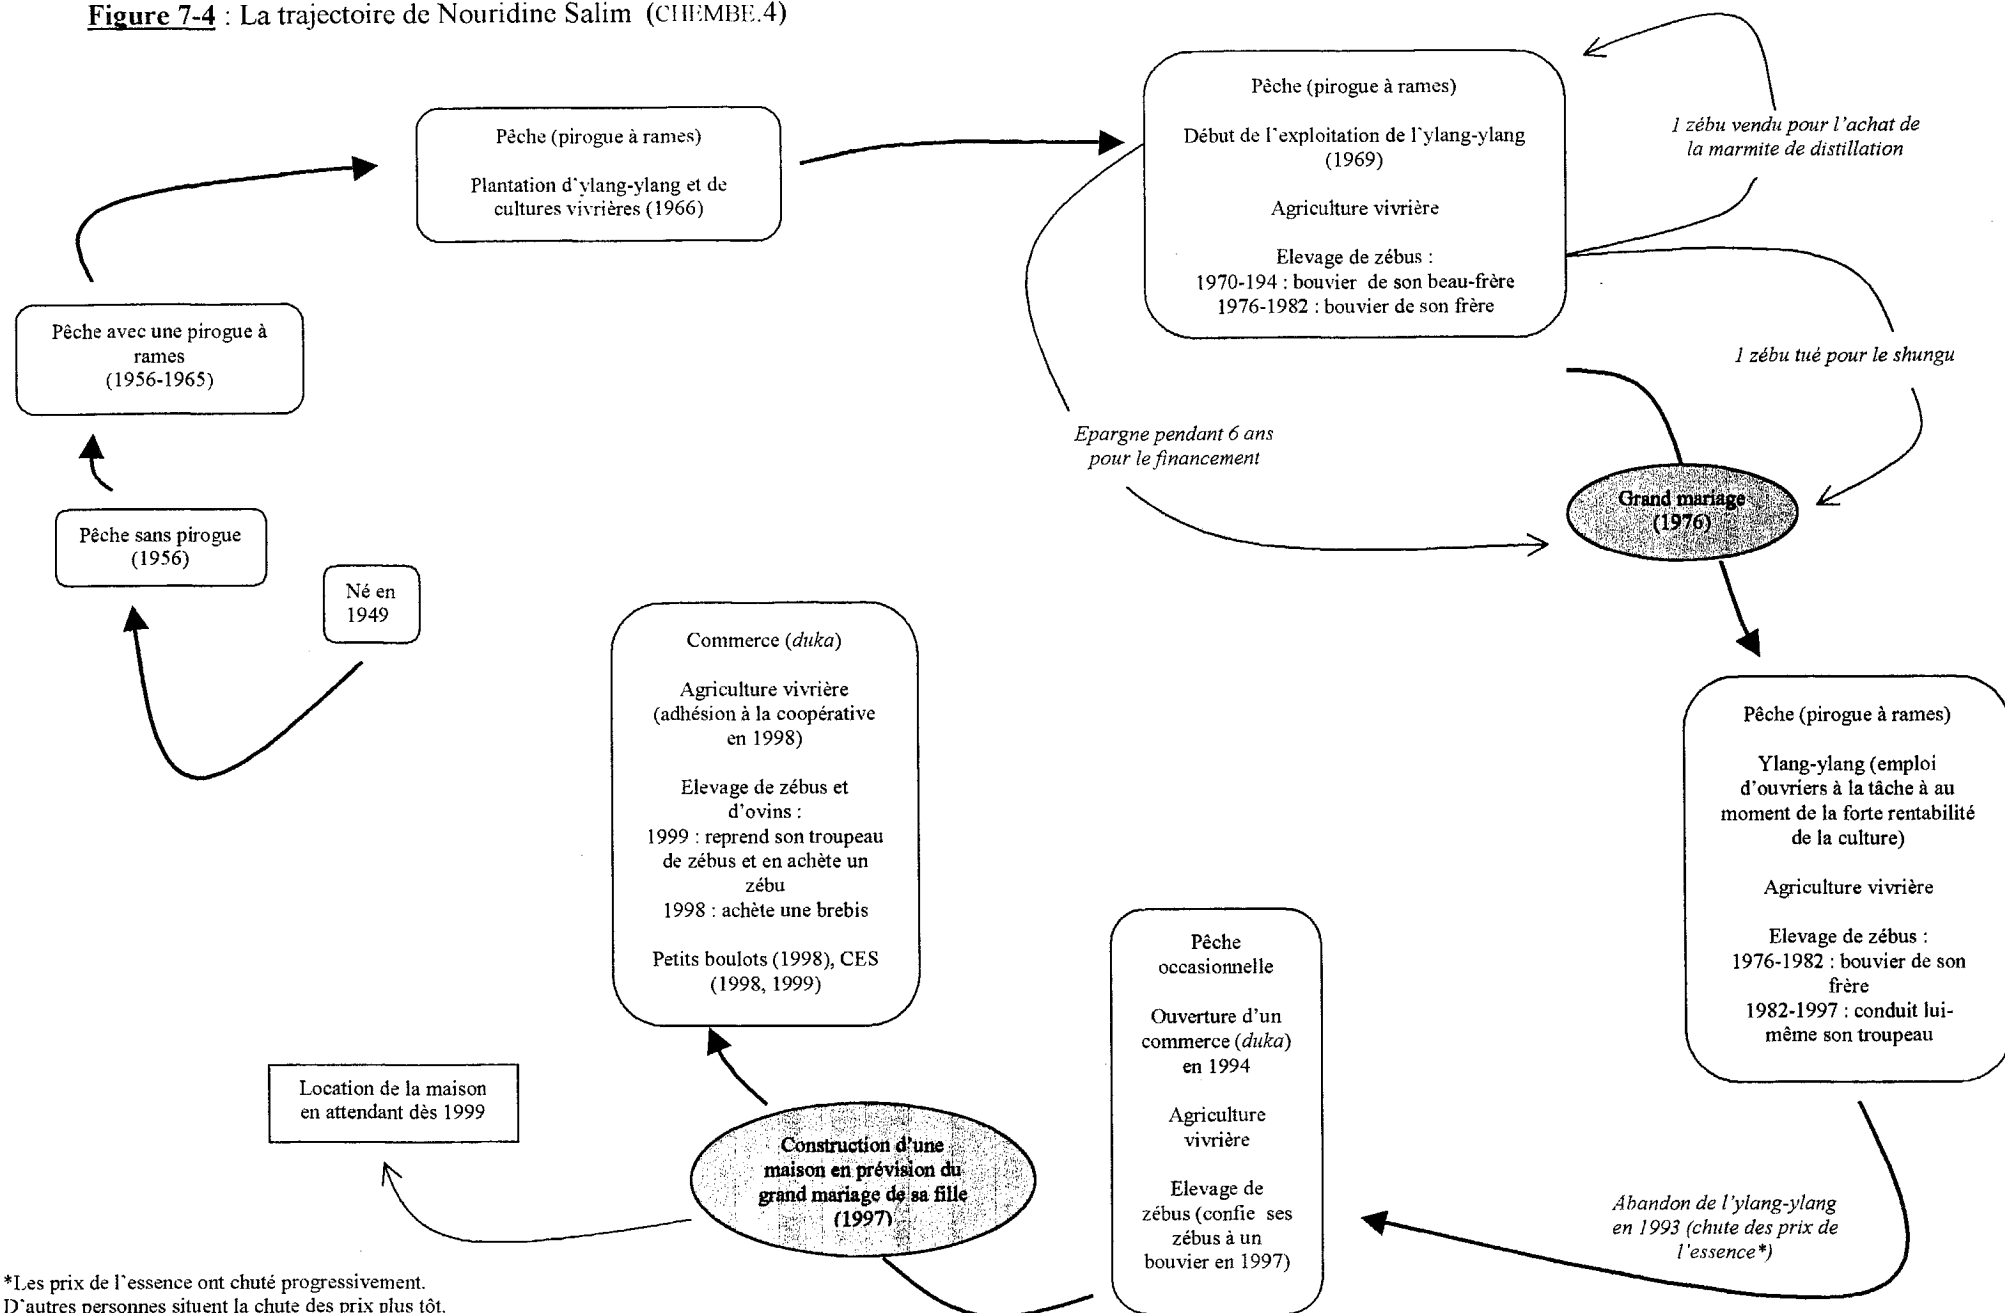 Figure 7-4 : La trajectoire de Nouridine Salim (CHEMBE.4)
Né en
1949
Pêche sans pirogue
(1956)
Pêche avec une pirogue à
rames
(1956-1965)
Pêche (pirogue à rames)
Plantation d'ylang-ylang et de
cultures vivrières (1966)
Pêche (pirogue à rames)
Début de l'exploitation de l'ylang-ylang
(1969)
Agriculture vivrière
Elevage de zébus :
1970-194 : bouvier de son beau-frère
1976-1982 : bouvier de son frère
1 zébu vendu pour l'achat de
la marmite de distillation
1 zébu tué pour le shungu
Epargne pendant 6 ans
pour le financement
Grand mariage
(1976)
Pêche (pirogue à rames)
Ylang-ylang (emploi
d'ouvriers à la tâche à au
moment de la forte rentabilité
de la culture)
Agriculture vivrière
Elevage de zébus :
1976-1982 : bouvier de son
frère
1982-1997 : conduit lui-
même son troupeau
Abandon de l'ylang-ylang
en 1993 (chute des prix de
l'essence*)
Pêche
occasionnelle
Ouverture d'un
commerce (duka)
en 1994
Agriculture
vivrière
Elevage de
zébus (confie ses
zébus à un
bouvier en 1997)
Construction d'une
maison en prévision du
grand mariage de sa fille
(1997)
Location de la maison
en attendant dès 1999
Commerce (duka)
Agriculture vivrière
(adhésion à la coopérative
en 1998)
Elevage de zébus et
d'ovins :
1999 : reprend son troupeau
de zébus et en achète un
zébu
1998 : achète une brebis
Petits boulots (1998), CES
(1998, 1999)
*Les prix de l'essence ont chuté progressivement.
D'autres personnes situent la chute des prix plus tôt.